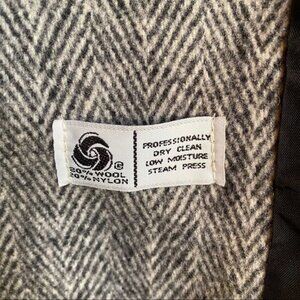 80% WOOL
20% NYLON
PROFESSIONALLY
DRY CLEAN
LOW MOISTURE
STEAM PRESS